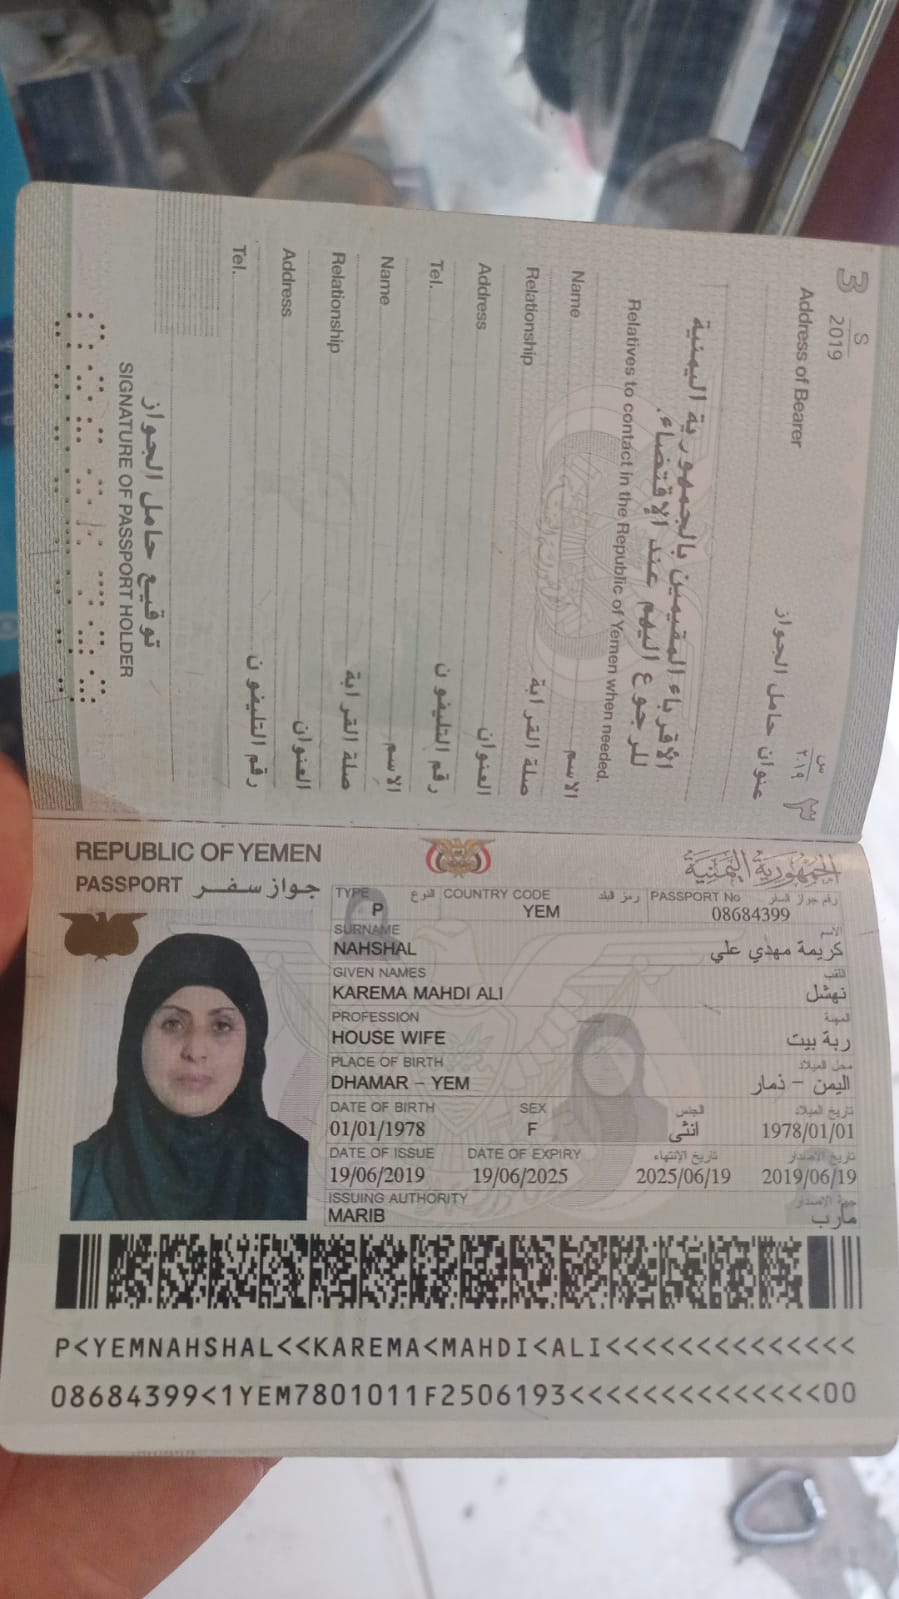 3
S
2019
Address of Bearer
عنوان حامل الجواز
س
٢٠١٩
٣
الأقرباء المقيمين بالجمهورية اليمنية
للرجوع اليهم عند الإقتضاء.
Relatives to contact in the Republic of Yemen when needed.
Name الاسم
Relationship صلة القرابة
Address العنوان
Tel. رقم التليفون
Name الاسم
Relationship صلة القرابة
Address العنوان
Tel. رقم التليفون
توقيع حامل الجواز
SIGNATURE OF PASSPORT HOLDER
REPUBLIC OF YEMEN الجمهورية اليمنية
PASSPORT جواز سفر
TYPE النوع COUNTRY CODE رمز البلد PASSPORT No رقم جواز السفر
P YEM 08684399
SURNAME الاسم
NAHSHAL كريمة مهدي علي
GIVEN NAMES اللقب
KAREMA MAHDI ALI نهشل
PROFESSION المهنة
HOUSE WIFE ربة بيت
PLACE OF BIRTH محل الميلاد
DHAMAR - YEM اليمن - ذمار
DATE OF BIRTH SEX الجنس تاريخ الميلاد
01/01/1978 F أنثى 1978/01/01
DATE OF ISSUE DATE OF EXPIRY تاريخ الإنتهاء تاريخ الاصدار
19/06/2019 19/06/2025 2025/06/19 2019/06/19
ISSUING AUTHORITY جهة الاصدار
MARIB مأرب
P<YEMNAHSHAL<<KAREMA<MAHDI<ALI<<<<<<<<<<<<<<
08684399<1YEM7801011F2506193<<<<<<<<<<<<<<00